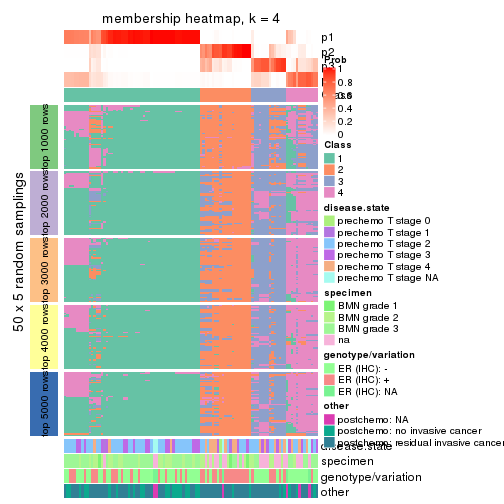 membership heatmap, k = 4
p1
p2
p3
Prob
1
0.8
0.6
0.4
0.2
0
Class
1
2
3
4
disease.state
prechemo T stage 0
prechemo T stage 1
prechemo T stage 2
prechemo T stage 3
prechemo T stage 4
prechemo T stage NA
specimen
BMN grade 1
BMN grade 2
BMN grade 3
na
genotype/variation
ER (IHC): -
ER (IHC): +
ER (IHC): NA
other
postchemo: NA
postchemo: no invasive cancer
postchemo: residual invasive cancer
50 x 5 random samplings
top 1000 rows
top 2000 rows
top 3000 rows
top 4000 rows
top 5000 rows
disease.state
specimen
genotype/variation
other